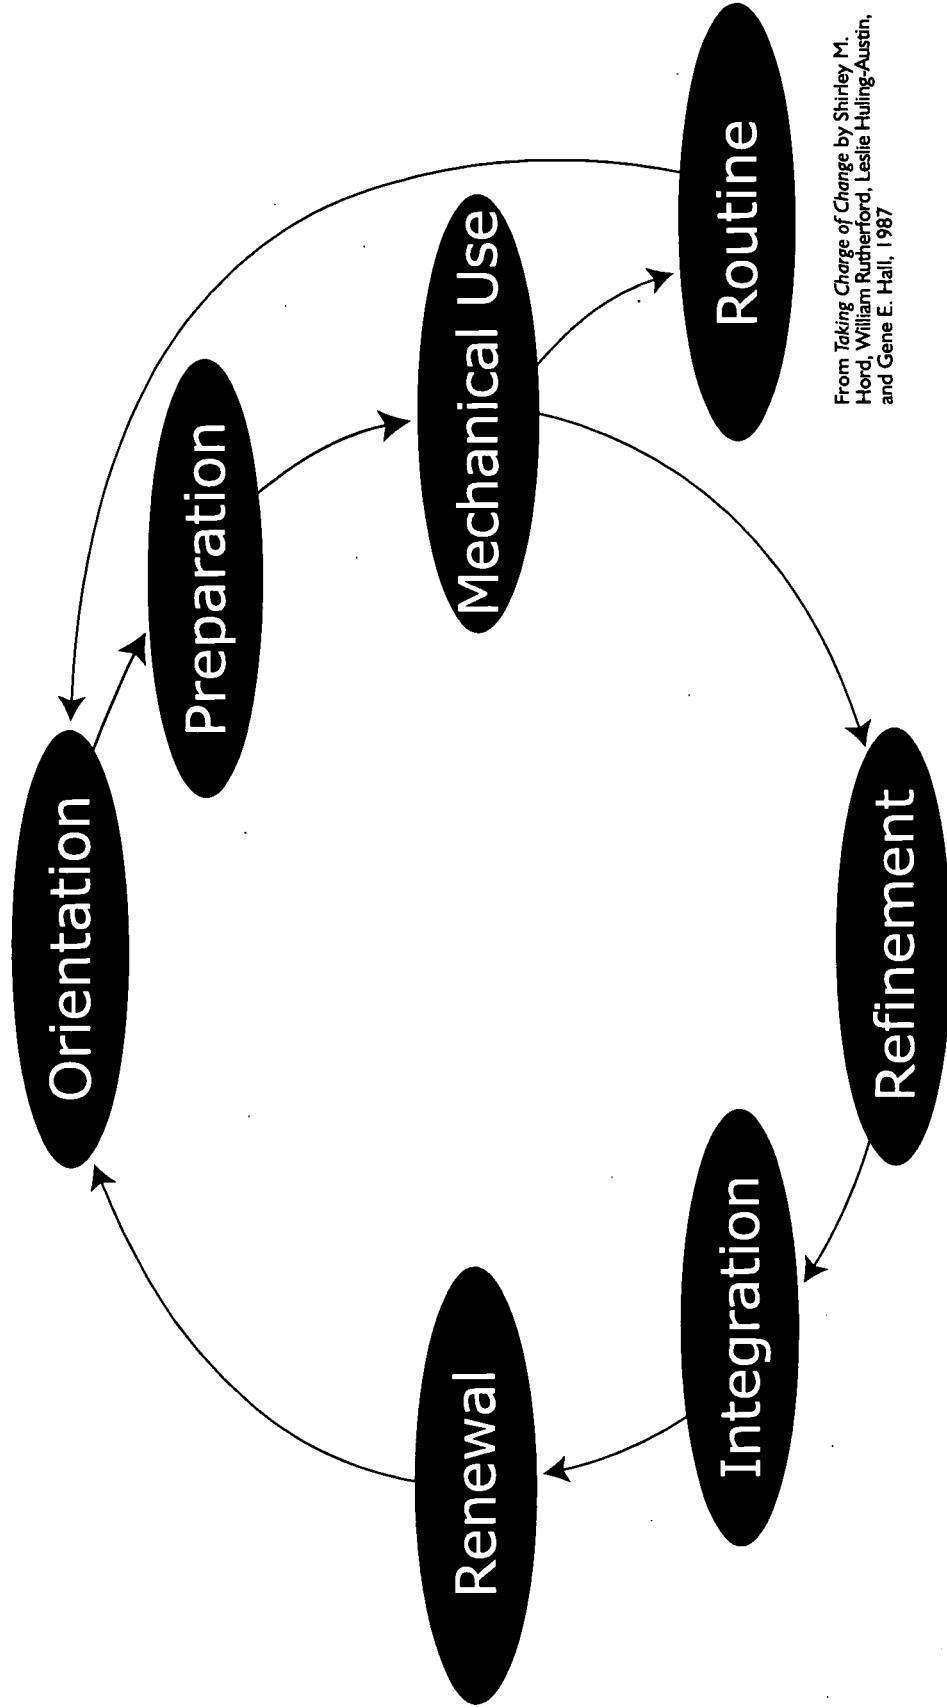 Orientation
Preparation
Mechanical Use
Routine
Refinement
Integration
Renewal
From Taking Charge of Change by Shirley M.
Hord, William Rutherford, Leslie Huling-Austin,
and Gene E. Hall, 1987